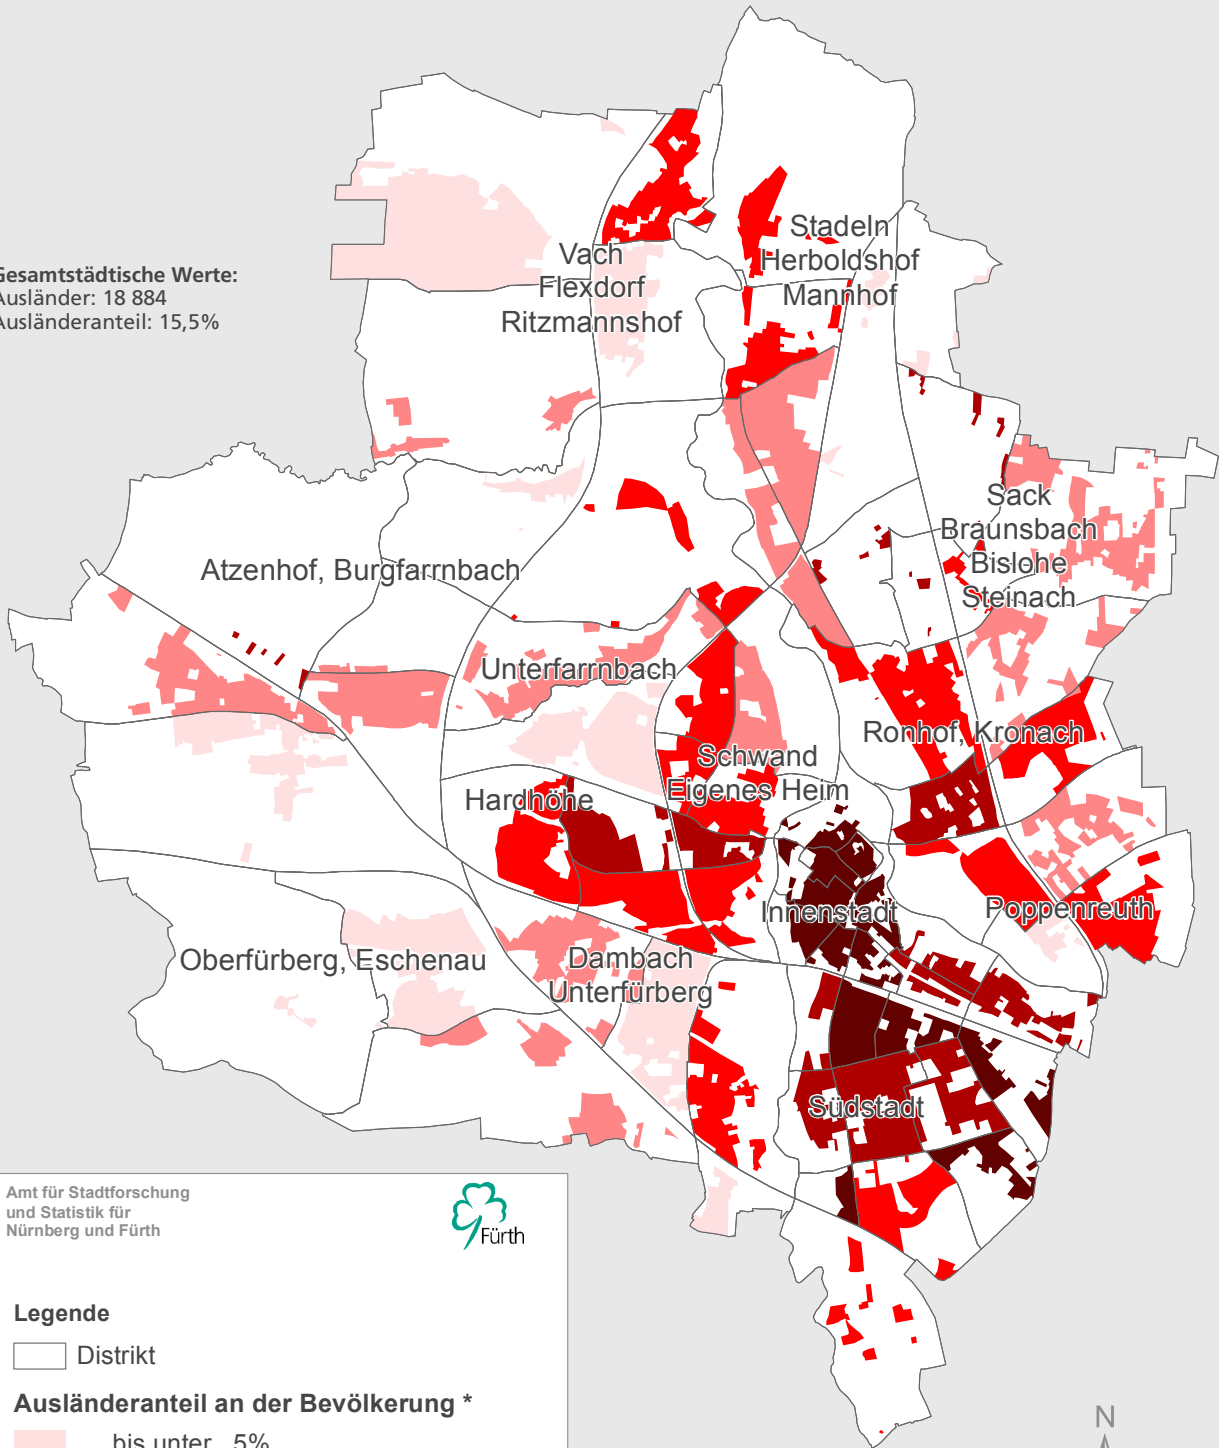 Stadeln
Herboldshof
Mannhof
Vach
Flexdorf
Ritzmannshof
Gesamtstädtische Werte:
Ausländer: 18 884
Ausländeranteil: 15,5%
Sack
Braunsbach
Bislohe
Steinach
Atzenhof, Burgfarrnbach
Unterfarrnbach
Ronhof, Kronach
Schwand
Eigenes Heim
Hardhöhe
Innenstadt
Poppenreuth
Oberfürberg, Eschenau
Dambach
Unterfürberg
Südstadt
Amt für Stadtforschung
und Statistik für
Nürnberg und Fürth
Fürth
Legende
Distrikt
Ausländeranteil an der Bevölkerung *
bis unter 5%
N